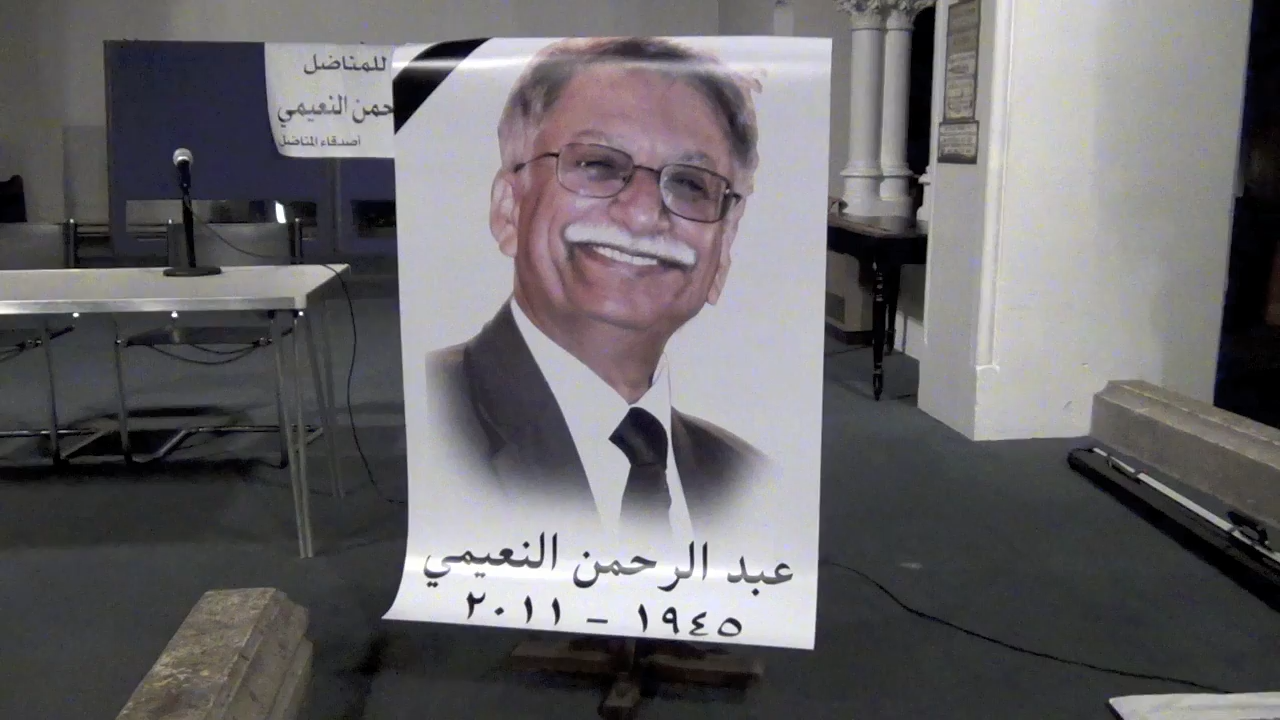 للمناضل
حمن النعيمي
أصدقاء المناضل
عبد الرحمن النعيمي
١٩٤٥ - ٢٠١١